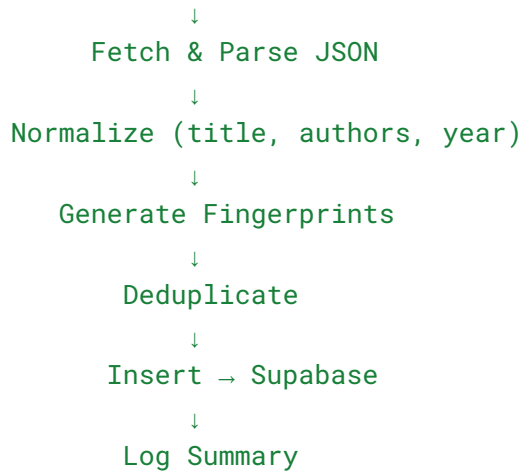 ↓
Fetch & Parse JSON
↓
Normalize (title, authors, year)
↓
Generate Fingerprints
↓
Deduplicate
↓
Insert → Supabase
↓
Log Summary